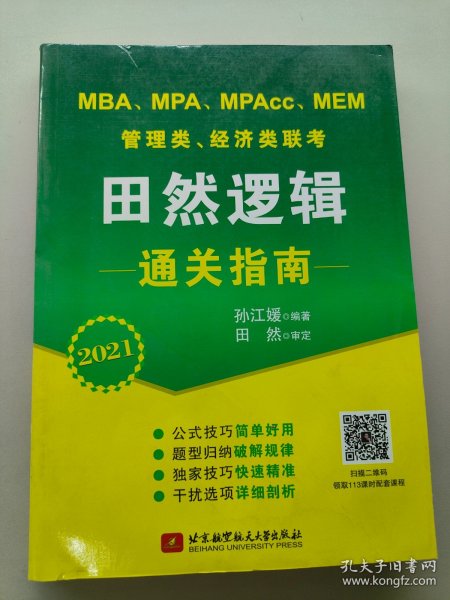 MBA、MPA、MPAcc、MEM
管理类、经济类联考
田然逻辑
通关指南
孙江媛 编著
田 然 审定
2021
公式技巧简单好用
题型归纳破解规律
独家技巧快速精准
干扰选项详细剖析
扫描二维码
领取113课时配套课程
北京航空航天大学出版社
BEIHANG UNIVERSITY PRESS
孔夫子旧书网
www.kongfz.com